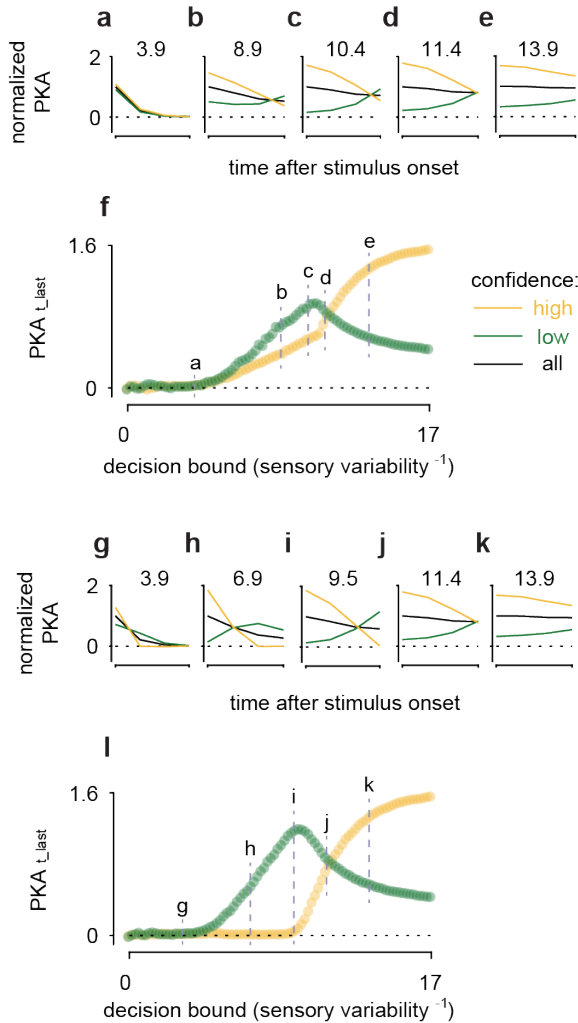 a b c d e
3.9 8.9 10.4 11.4 13.9
2
normalized
PKA
0
time after stimulus onset
f
1.6
PKA t_last
0
a b c d e
confidence:
high
low
all
0 17
decision bound (sensory variability -1)
g h i j k
3.9 6.9 9.5 11.4 13.9
2
normalized
PKA
0
time after stimulus onset
l
1.6
PKA t_last
0
g h i j k
0 17
decision bound (sensory variability -1)